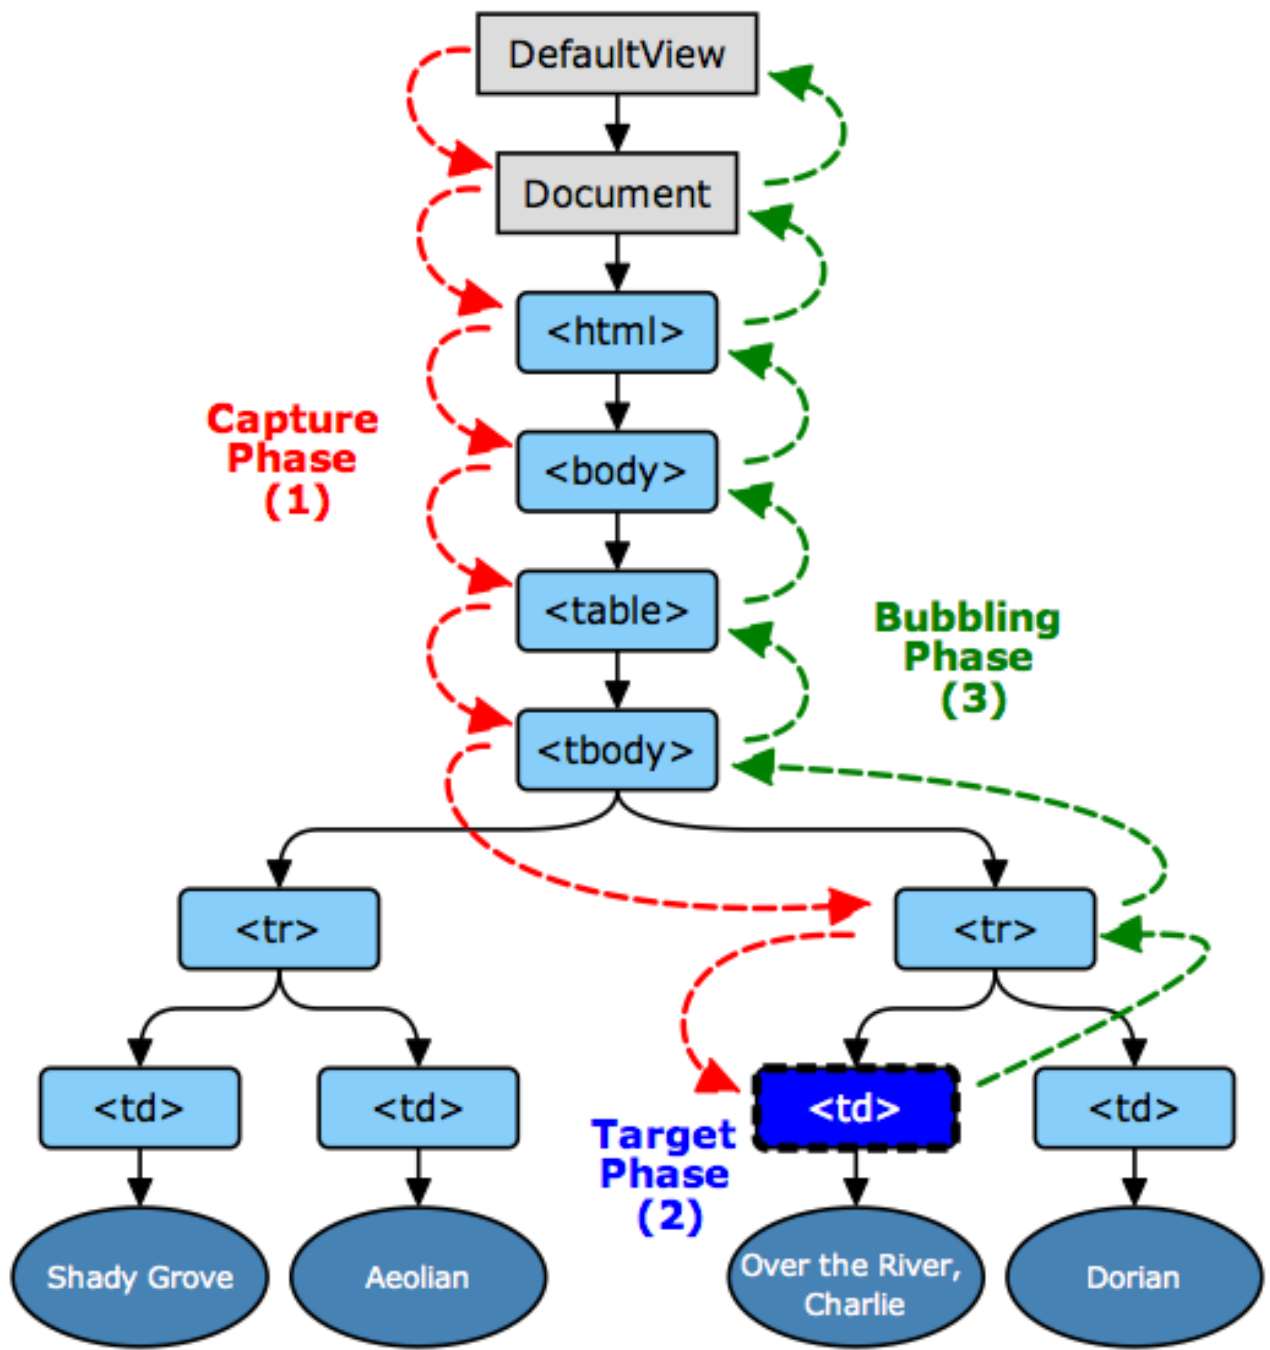 DefaultView
Document
<html>
Capture
Phase
(1)
<body>
<table>
Bubbling
Phase
(3)
<tbody>
<tr>
<tr>
<td>
<td>
<td>
<td>
Target
Phase
(2)
Shady Grove
Aeolian
Over the River,
Charlie
Dorian